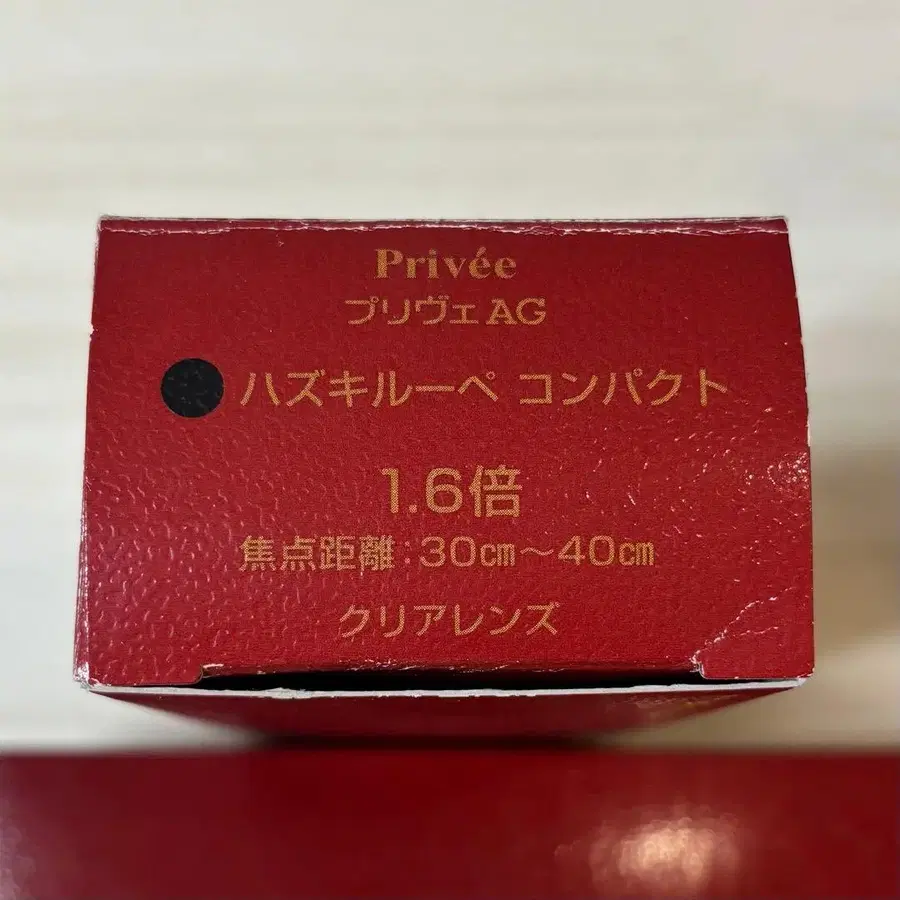 Privée
プリヴェAG
ハズキルーペ コンパクト
1.6倍
焦点距離:30㎝〜40㎝
クリアレンズ